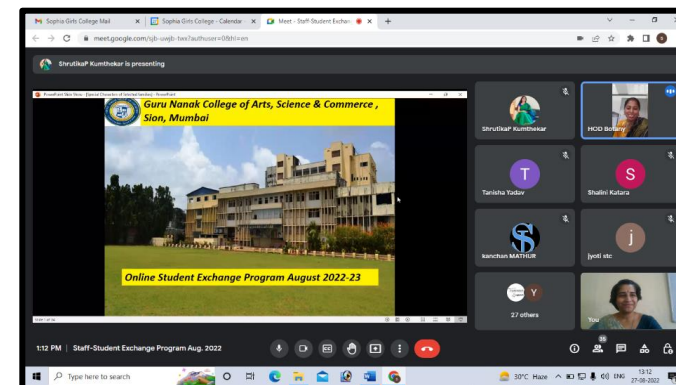 Sophia Girls College Mail
Sophia Girls College - Calendar -
Meet - Staff-Student Exchan
meet.google.com/sjb-uwjb-twx?authuser=0&hl=en
ShrutikaP Kumthekar is presenting
Guru Nanak College of Arts, Science & Commerce ,
Sion, Mumbai
Online Student Exchange Program August 2022-23
ShrutikaP Kumthekar
HOD Botany
T
Tanisha Yadav
S
Shalini Katara
kanchan MATHUR
j
jyoti stc
Y
27 others
You
1:12 PM | Staff-Student Exchange Program Aug. 2022
Type here to search
30°C Haze
ENG
13:12
27-08-2022